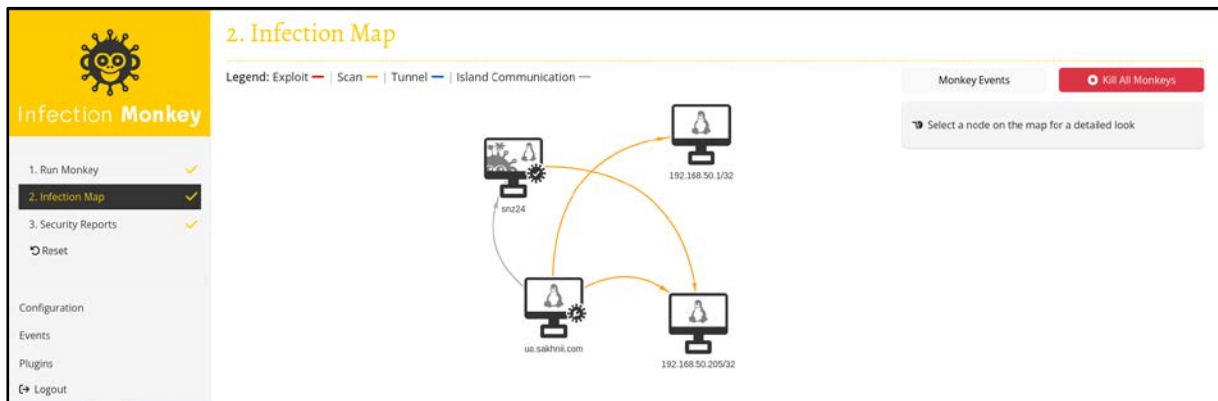 Infection Monkey
1. Run Monkey
2. Infection Map
3. Security Reports
Reset
Configuration
Events
Plugins
Logout
2. Infection Map
Legend: Exploit | Scan | Tunnel | Island Communication
Monkey Events
Kill All Monkeys
Select a node on the map for a detailed look
192.168.50.1/32
snz24
ua.sakhnii.com
192.168.50.205/32